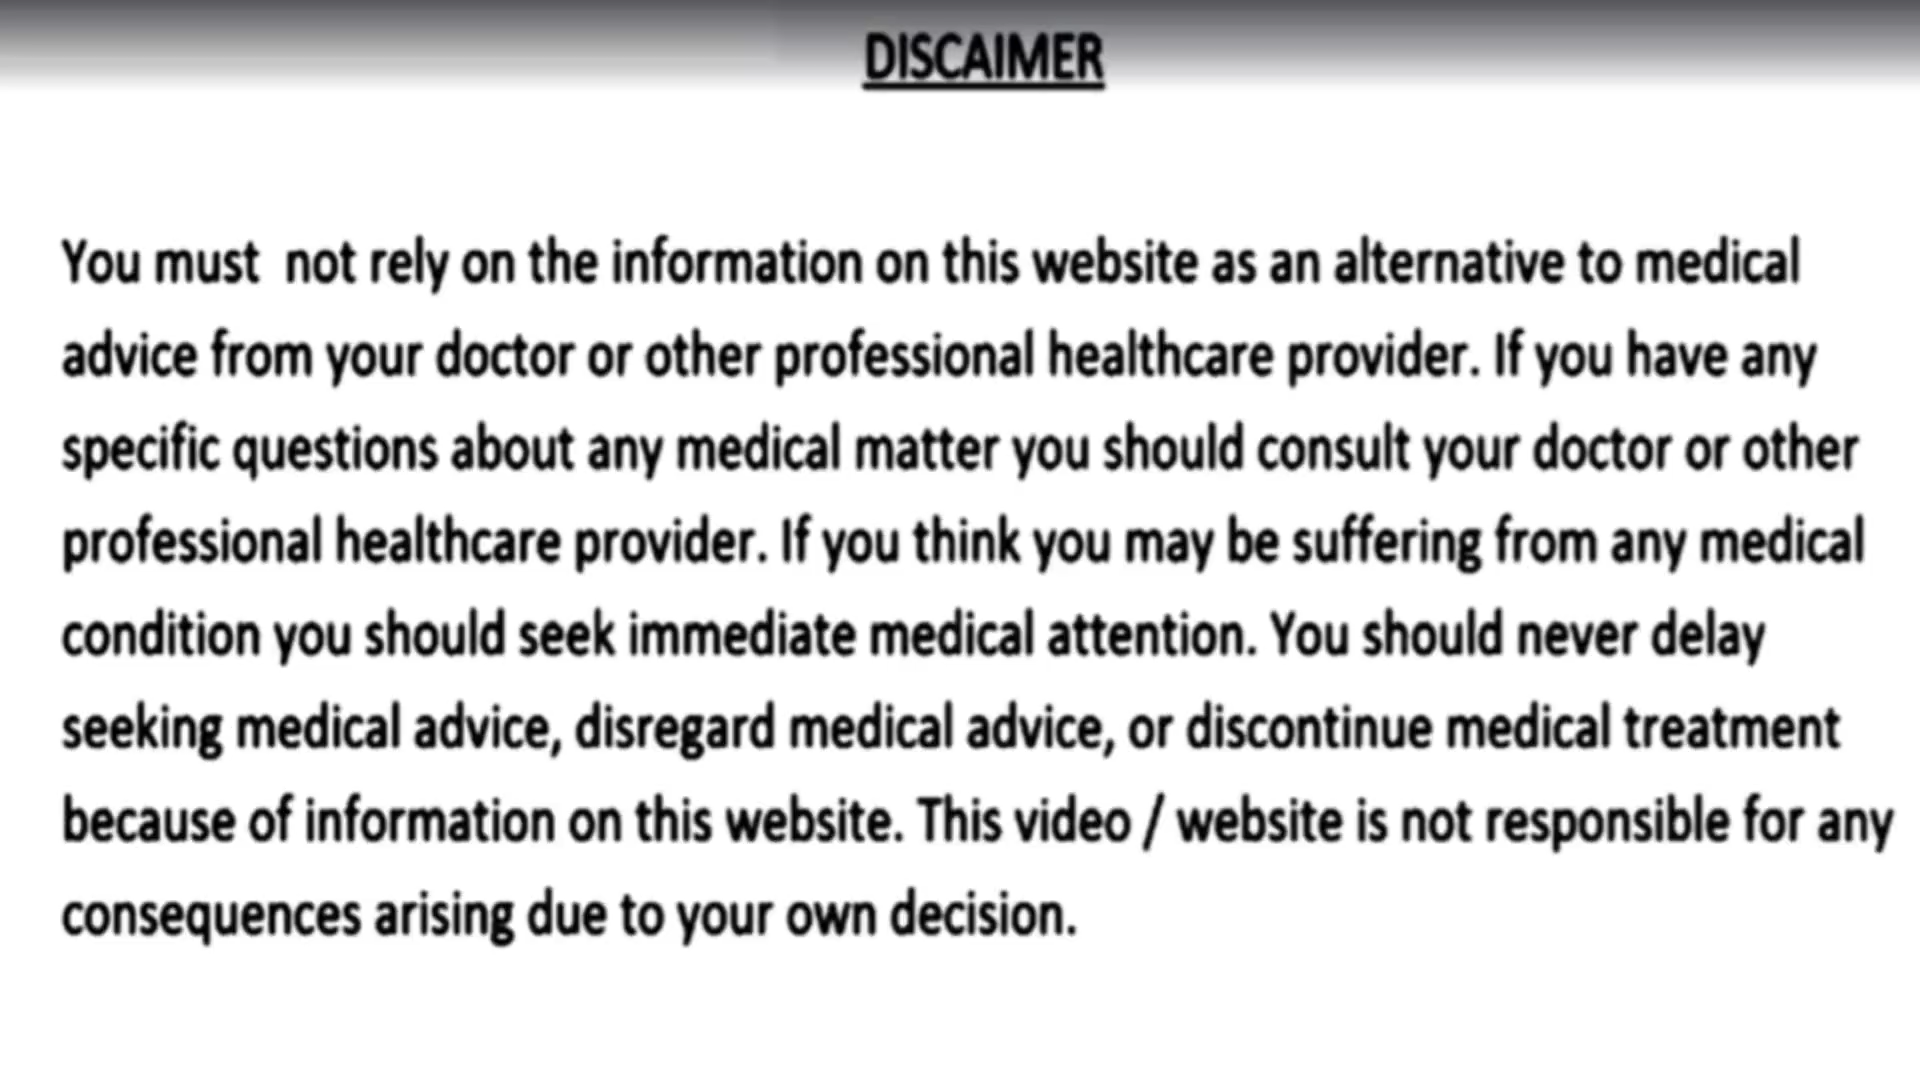 DISCAIMER
You must  not rely on the information on this website as an alternative to medical
advice from your doctor or other professional healthcare provider. If you have any
specific questions about any medical matter you should consult your doctor or other
professional healthcare provider. If you think you may be suffering from any medical
condition you should seek immediate medical attention. You should never delay
seeking medical advice, disregard medical advice, or discontinue medical treatment
because of information on this website. This video / website is not responsible for any
consequences arising due to your own decision.